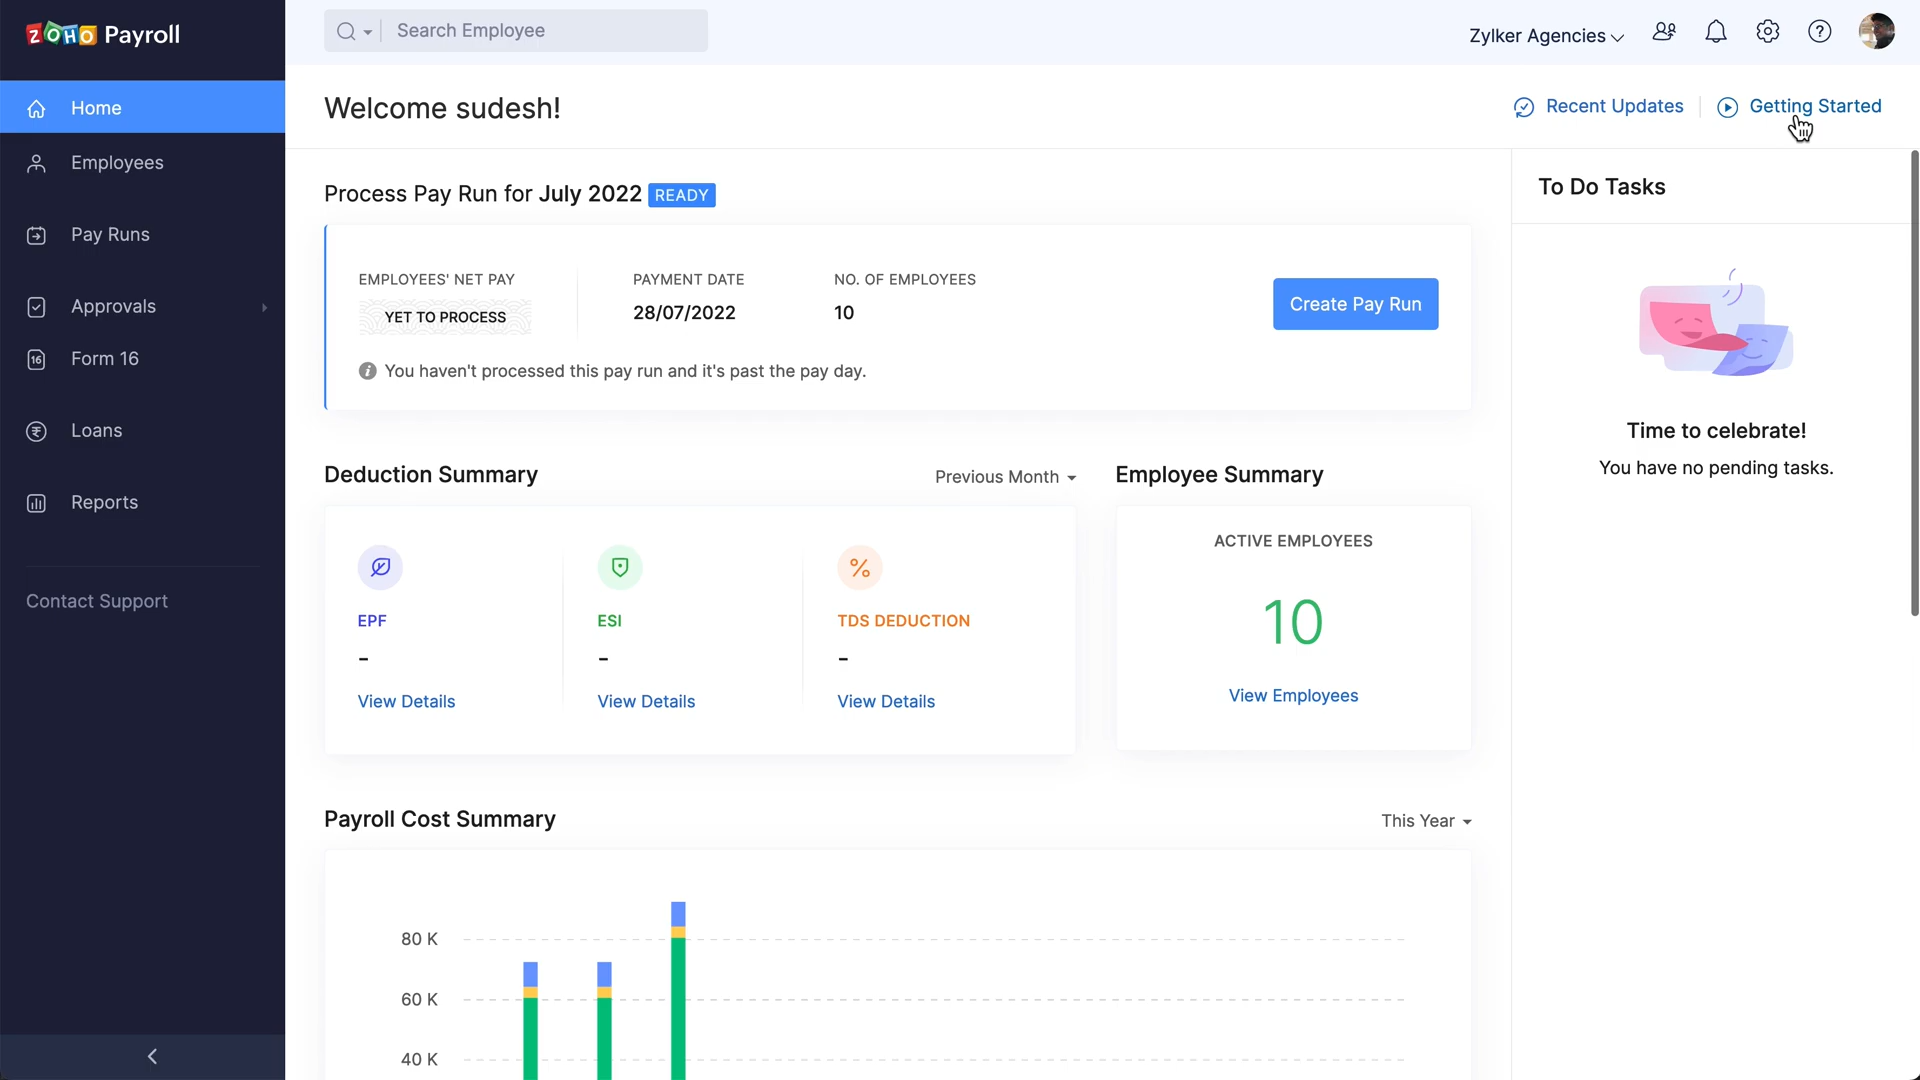 ZOHO Payroll
Search Employee
Zylker Agencies
Home
Employees
Pay Runs
Approvals
16
Form 16
Loans
Reports
Contact Support
Welcome sudesh!
Recent Updates
Getting Started
Process Pay Run for July 2022 READY
EMPLOYEES' NET PAY
YET TO PROCESS
PAYMENT DATE
28/07/2022
NO. OF EMPLOYEES
10
Create Pay Run
You haven't processed this pay run and it's past the pay day.
Deduction Summary
Previous Month
EPF
-
View Details
ESI
-
View Details
TDS DEDUCTION
-
View Details
Employee Summary
ACTIVE EMPLOYEES
10
View Employees
Payroll Cost Summary
This Year
80 K
60 K
40 K
To Do Tasks
Time to celebrate!
You have no pending tasks.